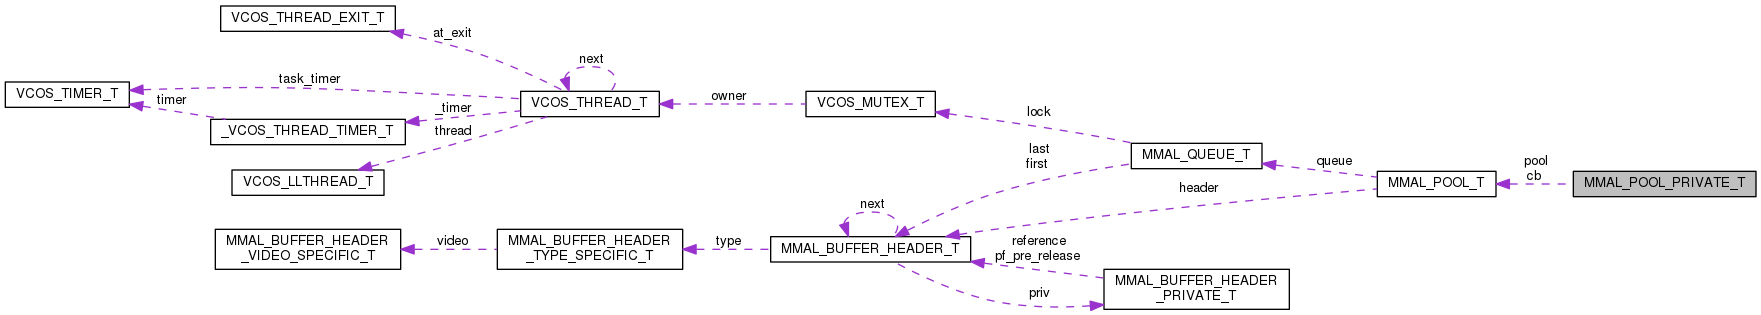 VCOS_THREAD_EXIT_T
at_exit
next
task_timer
VCOS_TIMER_T
timer
_timer
VCOS_THREAD_T
owner
VCOS_MUTEX_T
lock
_VCOS_THREAD_TIMER_T
thread
VCOS_LLTHREAD_T
last
first
MMAL_QUEUE_T
queue
pool
cb
MMAL_POOL_T
MMAL_POOL_PRIVATE_T
header
next
MMAL_BUFFER_HEADER
_VIDEO_SPECIFIC_T
video
MMAL_BUFFER_HEADER
_TYPE_SPECIFIC_T
type
MMAL_BUFFER_HEADER_T
reference
pf_pre_release
priv
MMAL_BUFFER_HEADER
_PRIVATE_T